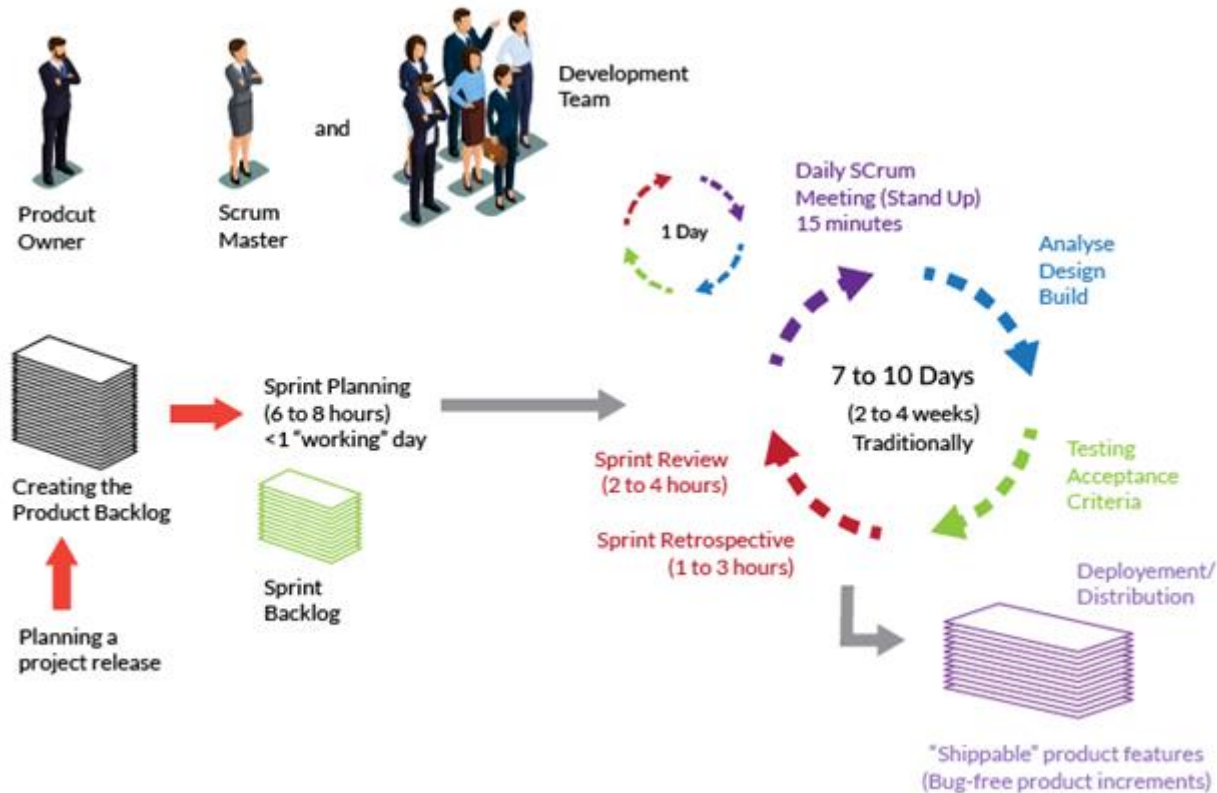 Prodcut
Owner
Scrum
Master
and
Development
Team
1 Day
Daily SCrum
Meeting (Stand Up)
15 minutes
Analyse
Design
Build
7 to 10 Days
(2 to 4 weeks)
Traditionally
Testing
Acceptance
Criteria
Sprint Review
(2 to 4 hours)
Sprint Retrospective
(1 to 3 hours)
Creating the
Product Backlog
Sprint Planning
(6 to 8 hours)
<1 "working" day
Sprint
Backlog
Planning a
project release
Deployement/
Distribution
"Shippable" product features
(Bug-free product increments)